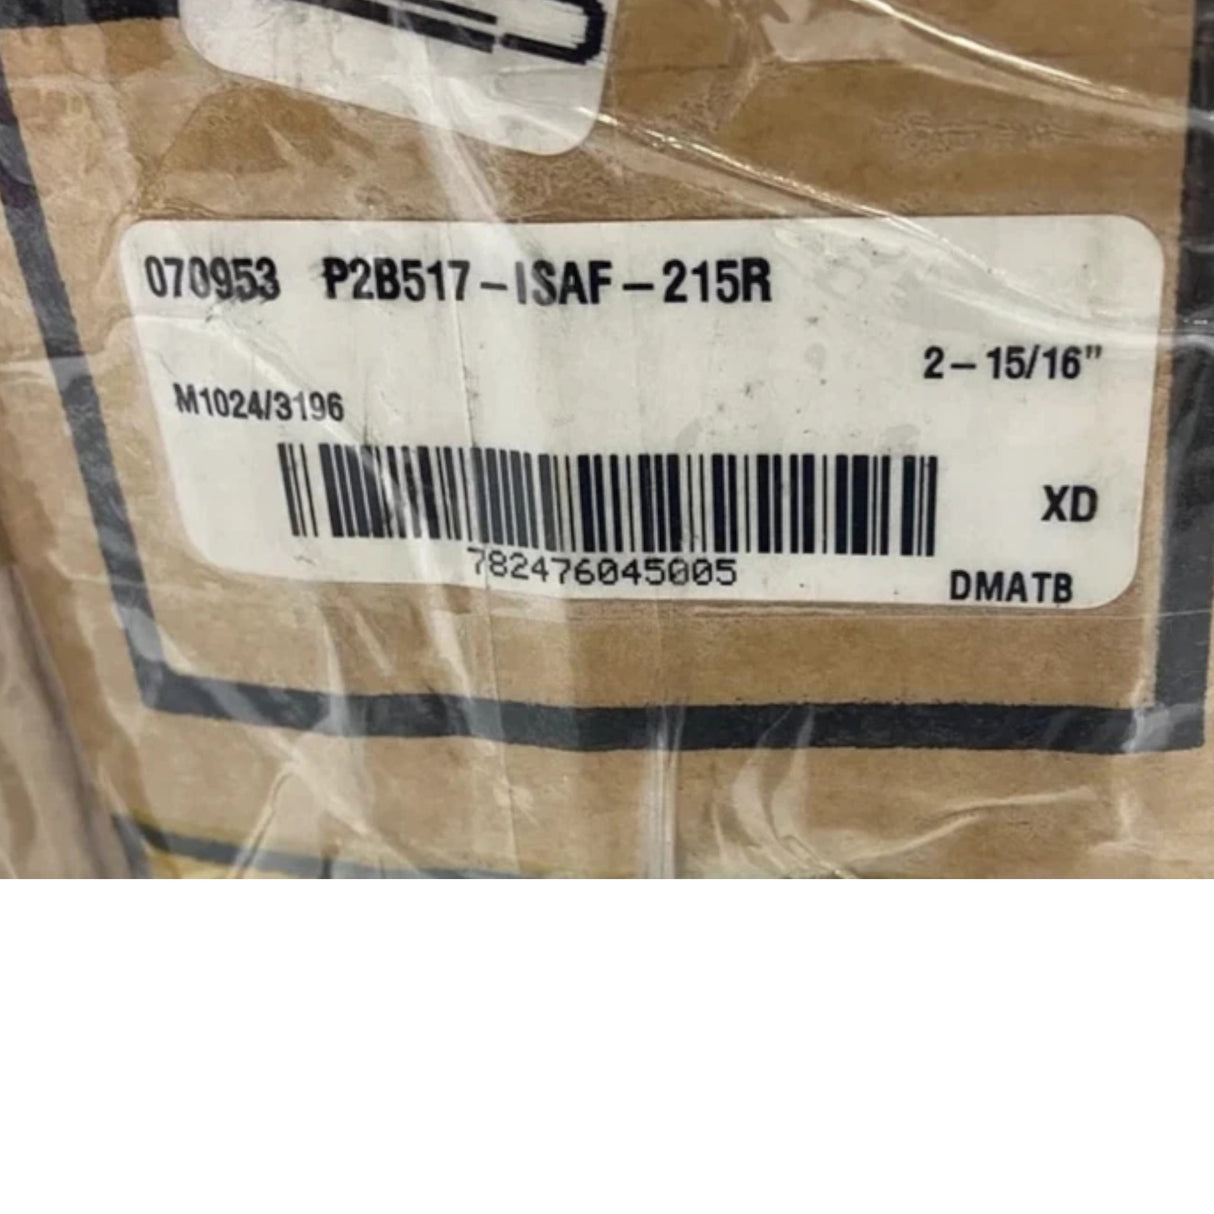 070953 P2B517-ISAF-215R
2-15/16"
M1024/3196
XD
782476045005
DMATB